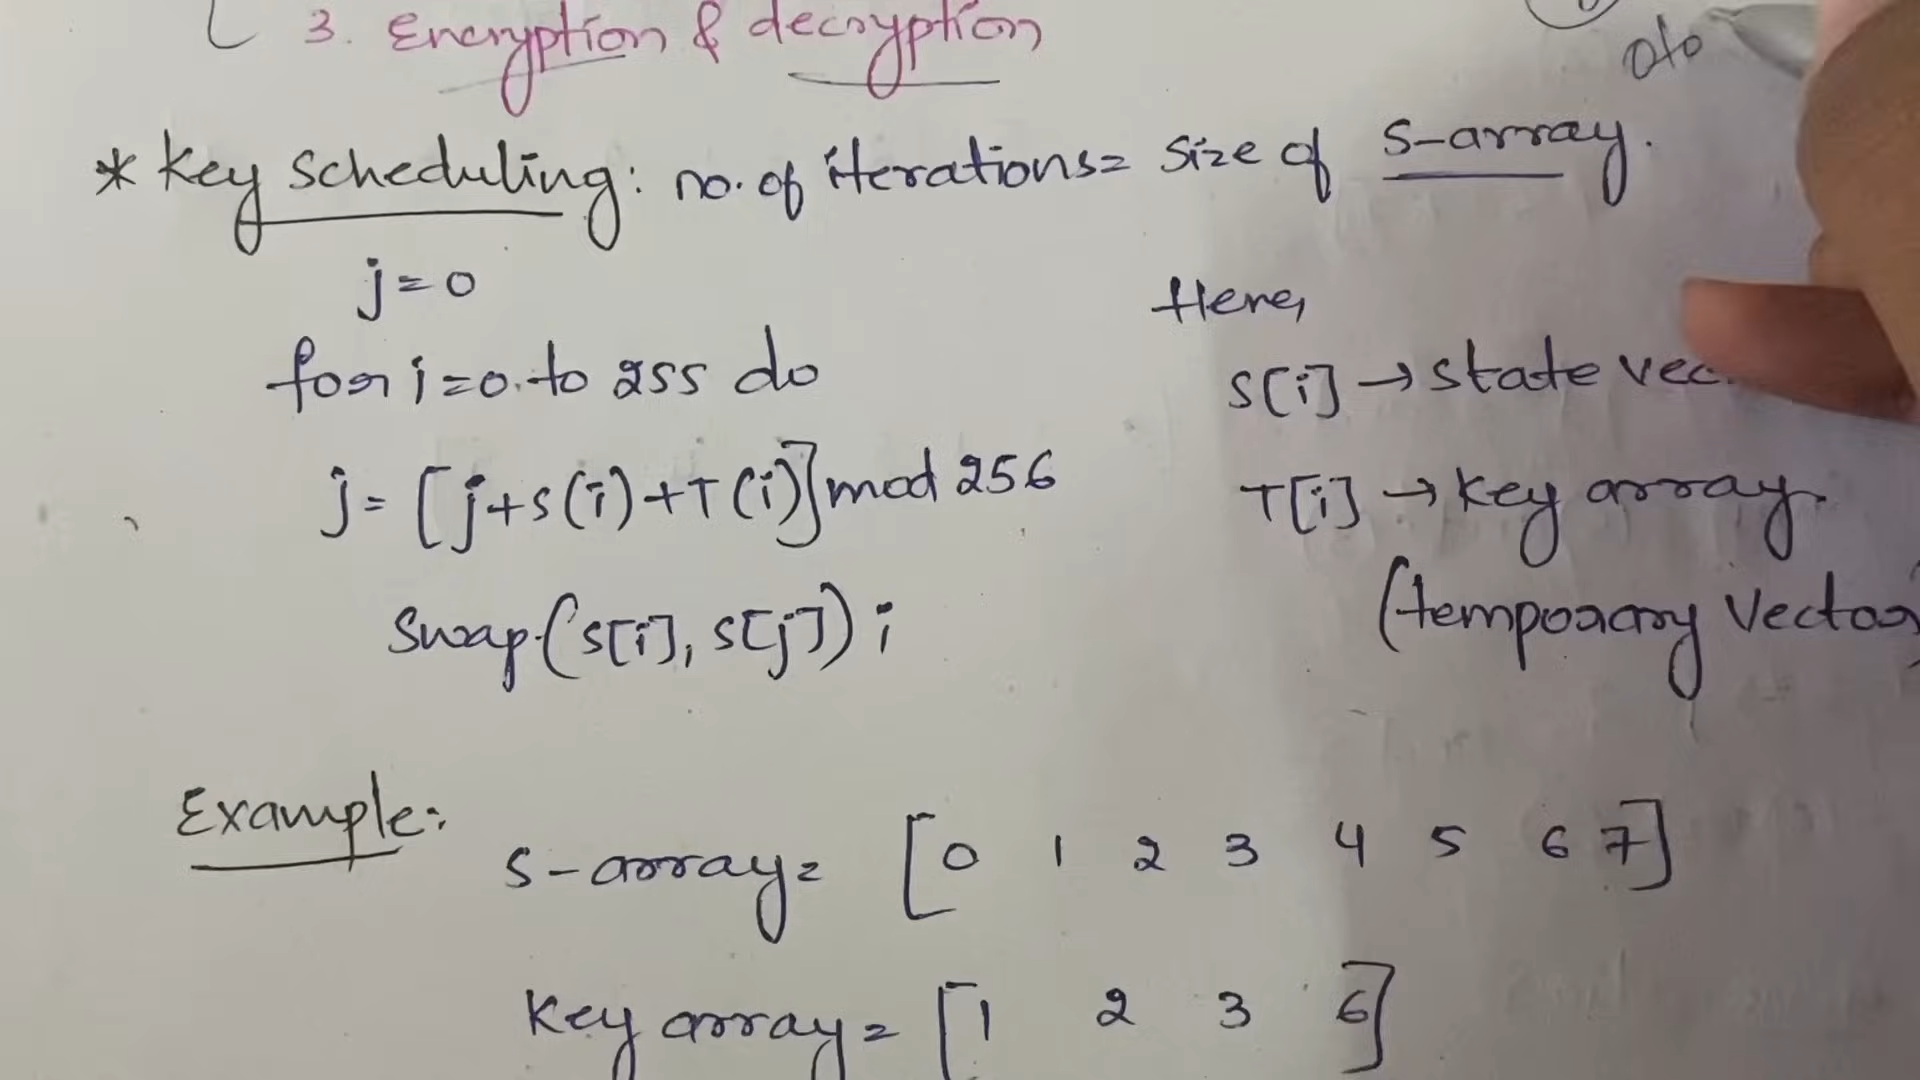 3. Encryption & decryption
* Key scheduling: no. of iterations = size of s-array.
j=0
for i=0 to 255 do
j= [j+s(i)+T(i)] mod 256
Swap(s[i], s[j]);
Here,
s[i] → state
T[i] → key array.
(temporary Vector)
Example:
s-array= [0 1 2 3 4 5 6 7]
Key array= [1 2 3 6]